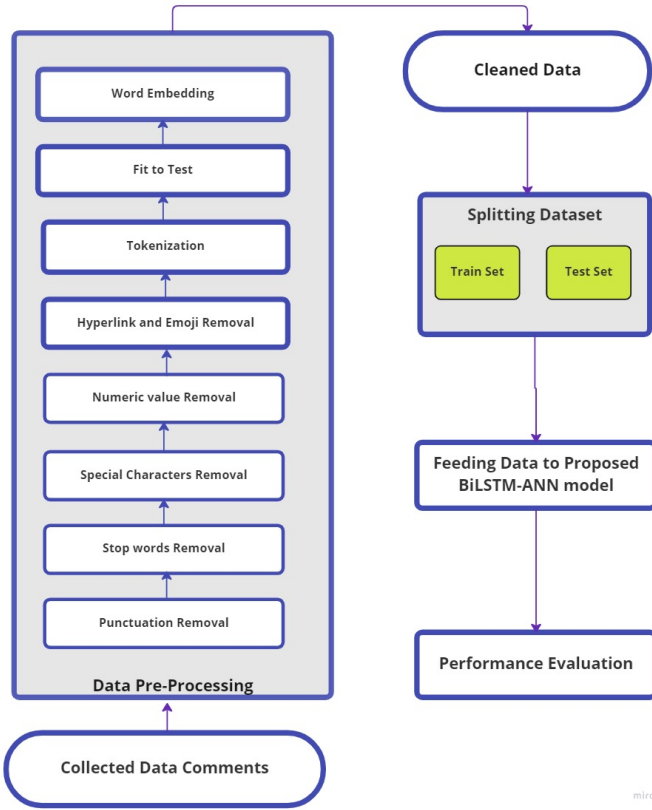 Word Embedding
Fit to Test
Tokenization
Hyperlink and Emoji Removal
Numeric value Removal
Special Characters Removal
Stop words Removal
Punctuation Removal
Data Pre-Processing
Collected Data Comments
Cleaned Data
Splitting Dataset
Train Set
Test Set
Feeding Data to Proposed
BiLSTM-ANN model
Performance Evaluation